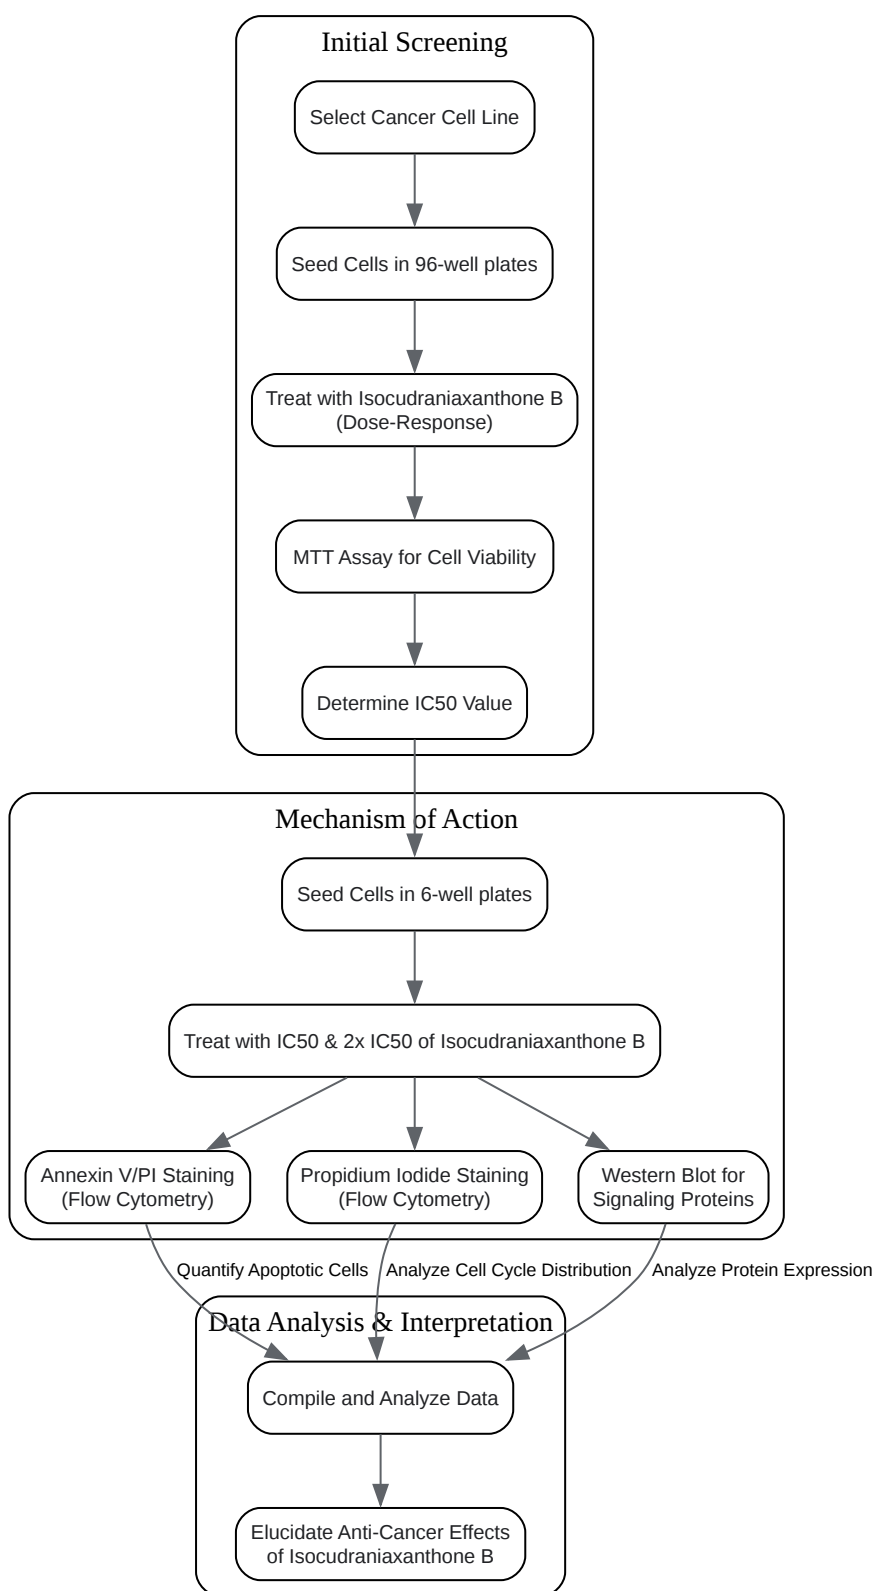 Initial Screening
Select Cancer Cell Line
Seed Cells in 96-well plates
Treat with Isocudraniaxanthone B
(Dose-Response)
MTT Assay for Cell Viability
Determine IC50 Value
Mechanism of Action
Seed Cells in 6-well plates
Treat with IC50 & 2x IC50 of Isocudraniaxanthone B
Annexin V/PI Staining
(Flow Cytometry)
Propidium Iodide Staining
(Flow Cytometry)
Western Blot for
Signaling Proteins
Quantify Apoptotic Cells
Analyze Cell Cycle Distribution
Analyze Protein Expression
Data Analysis & Interpretation
Compile and Analyze Data
Elucidate Anti-Cancer Effects
of Isocudraniaxanthone B